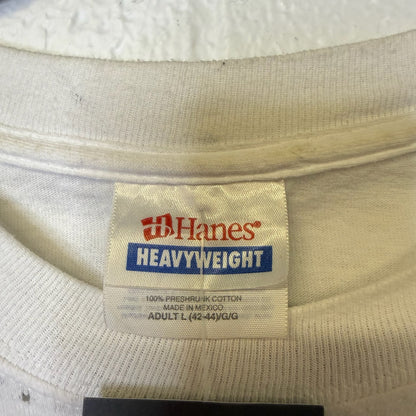 Hanes®
HEAVYWEIGHT
100% PRESHRUNK COTTON
MADE IN MEXICO
ADULT L (42-44)/G/G